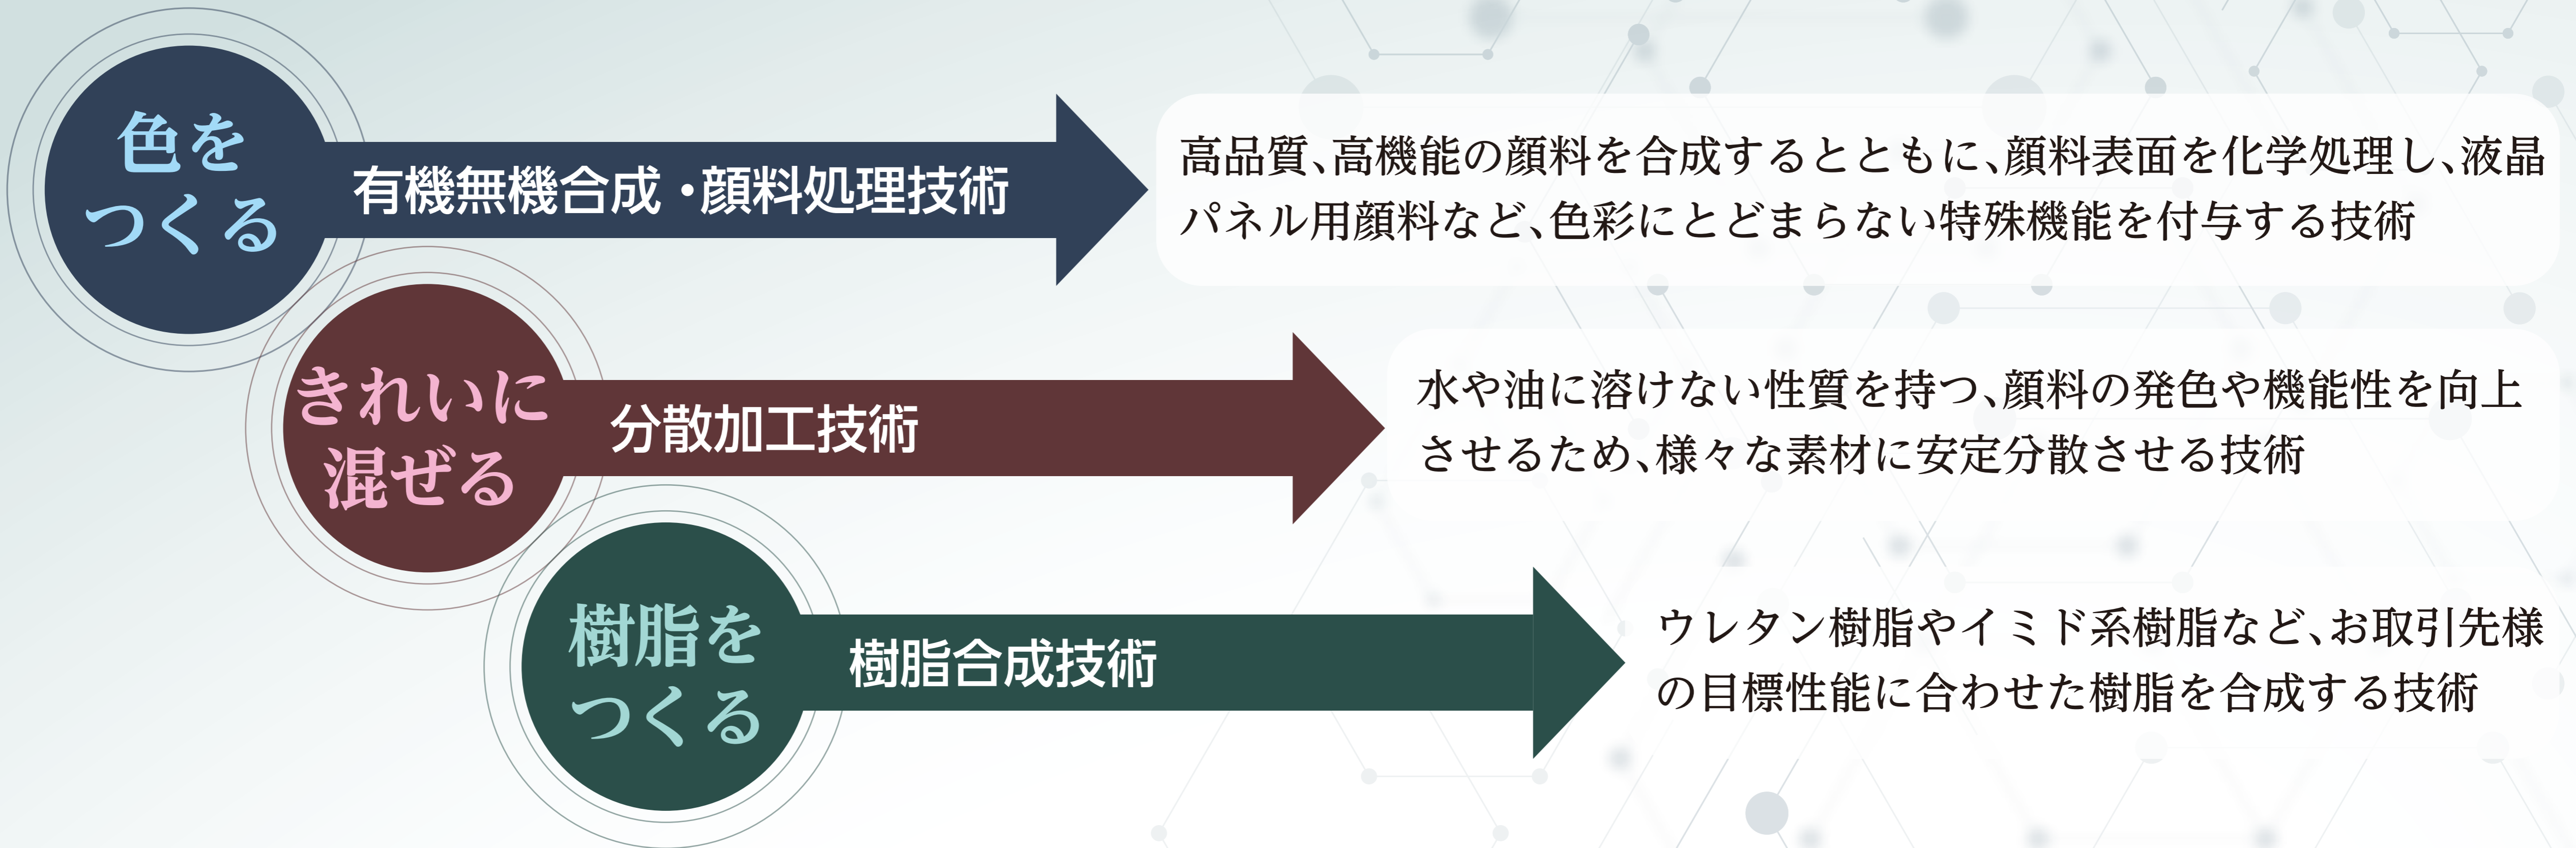 色を
つくる
有機無機合成・顔料処理技術
高品質、高機能の顔料を合成するとともに、顔料表面を化学処理し、液晶
パネル用顔料など、色彩にとどまらない特殊機能を付与する技術
きれいに
混ぜる
分散加工技術
水や油に溶けない性質を持つ、顔料の発色や機能性を向上
させるため、様々な素材に安定分散させる技術
樹脂を
つくる
樹脂合成技術
ウレタン樹脂やイミド系樹脂など、お取引先様
の目標性能に合わせた樹脂を合成する技術